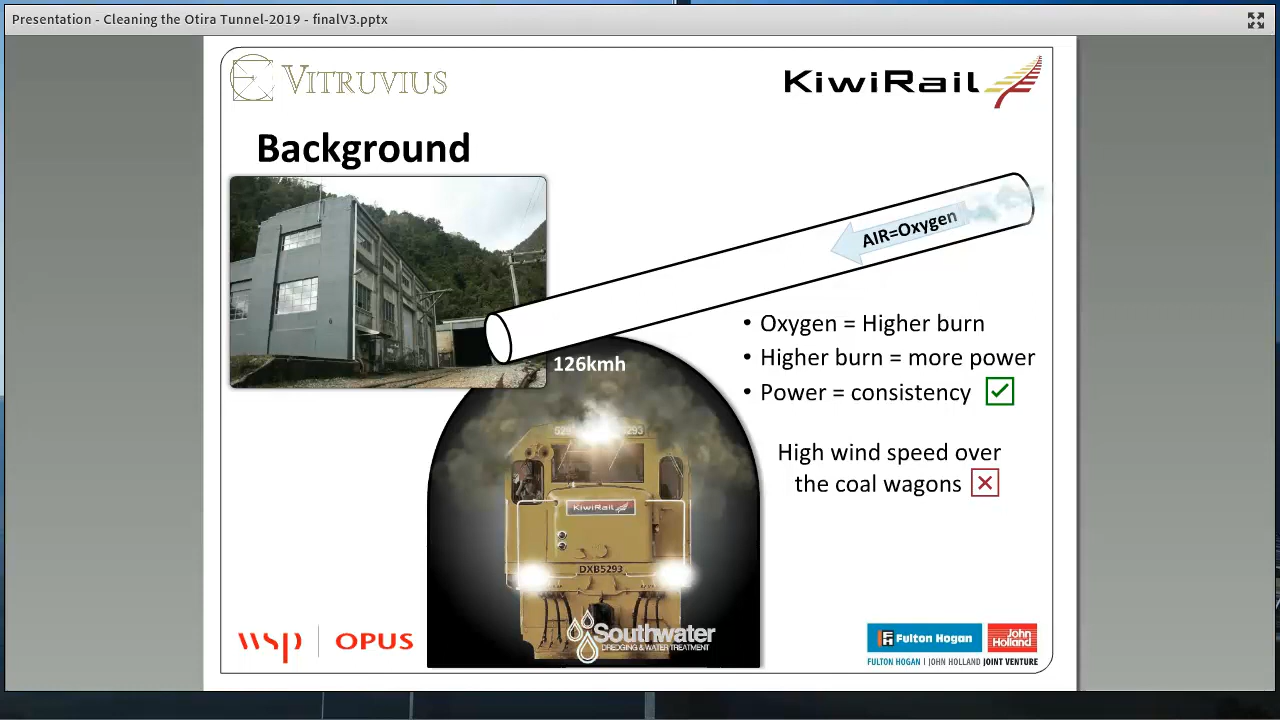 Presentation - Cleaning the Otira Tunnel-2019 - finalV3.pptx
VITRUVIUS
KiwiRail
Background
AIR=Oxygen
• Oxygen = Higher burn
• Higher burn = more power
• Power = consistency
126kmh
High wind speed over
the coal wagons
KiwiRail
DXB5293
Southwater
DREDGING & WATER TREATMENT
wsp | OPUS
Fulton Hogan
John
Holland
FULTON HOGAN | JOHN HOLLAND JOINT VENTURE